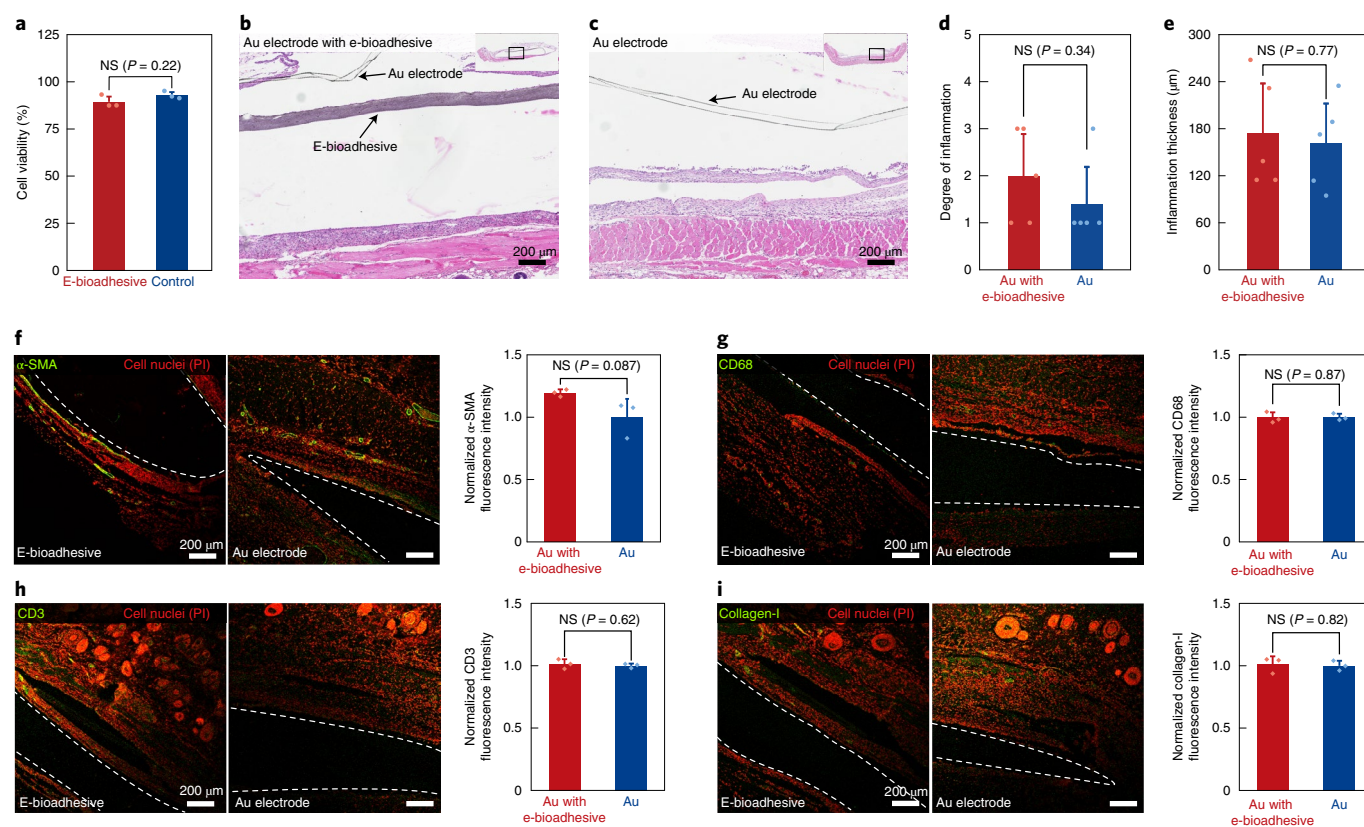 a
125
100
75
50
25
0
Cell viability (%)
NS (P = 0.22)
E-bioadhesive Control
b
Au electrode with e-bioadhesive
Au electrode
E-bioadhesive
200 μm
c
Au electrode
Au electrode
200 μm
d
5
4
3
2
1
0
Degree of inflammation
NS (P = 0.34)
Au with
e-bioadhesive
Au
e
300
240
180
120
60
0
Inflammation thickness (μm)
NS (P = 0.77)
Au with
e-bioadhesive
Au
f
α-SMA
Cell nuclei (PI)
E-bioadhesive
200 μm
Au electrode
1.5
1.0
0.5
0
Normalized α-SMA
fluorescence intensity
NS (P = 0.087)
Au with
e-bioadhesive
Au
g
CD68
Cell nuclei (PI)
E-bioadhesive
200 μm
Au electrode
1.5
1.0
0.5
0
Normalized CD68
fluorescence intensity
NS (P = 0.87)
Au with
e-bioadhesive
Au
h
CD3
Cell nuclei (PI)
E-bioadhesive
200 μm
Au electrode
1.5
1.0
0.5
0
Normalized CD3
fluorescence intensity
NS (P = 0.62)
Au with
e-bioadhesive
Au
i
Collagen-I
Cell nuclei (PI)
E-bioadhesive
200 μm
Au electrode
1.5
1.0
0.5
0
Normalized collagen-I
fluorescence intensity
NS (P = 0.82)
Au with
e-bioadhesive
Au